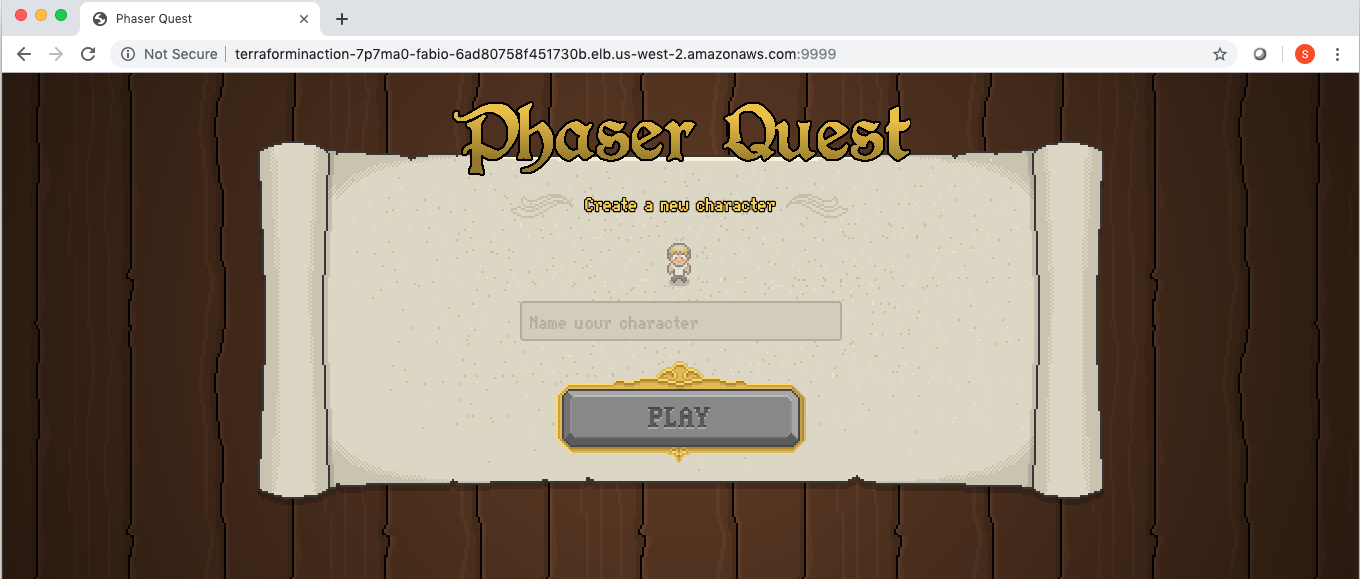 Phaser Quest
Not Secure
terraforminaction-7p7ma0-fabio-6ad80758f451730b.elb.us-west-2.amazonaws.com:9999
S
Phaser Quest
Create a new character
Name your character
PLAY